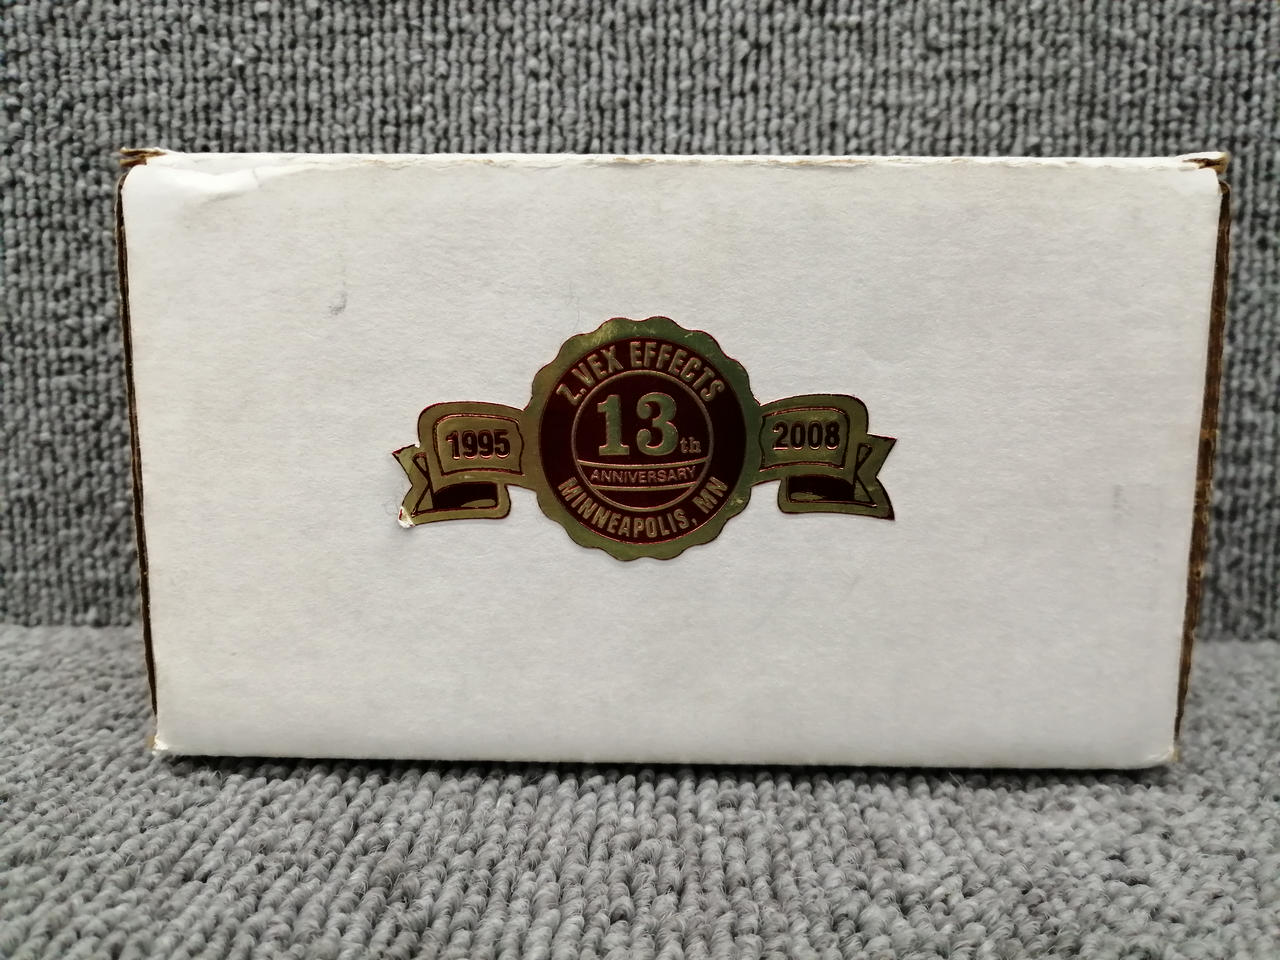 Z.VEX EFFECTS
1995
13th
2008
ANNIVERSARY
MINNEAPOLIS, MN